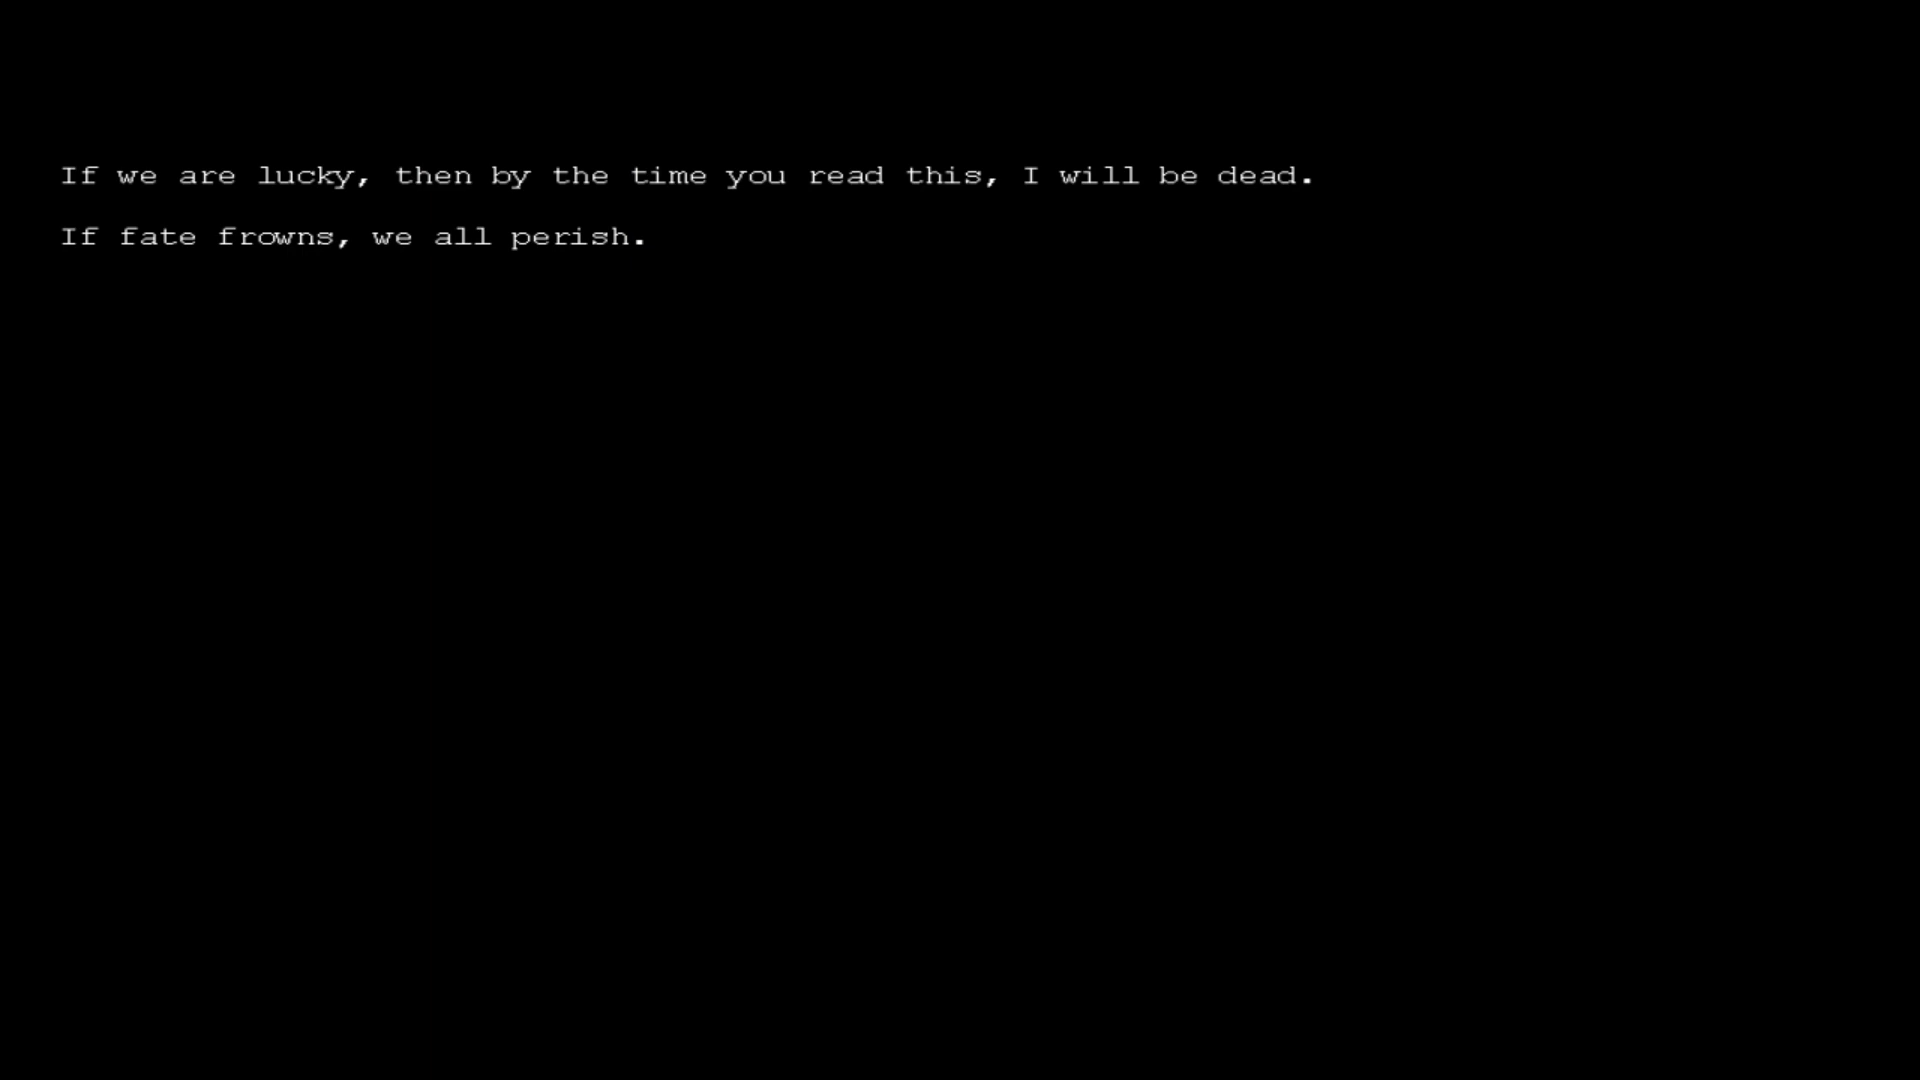 If we are lucky, then by the time you read this, I will be dead.
If fate frowns, we all perish.